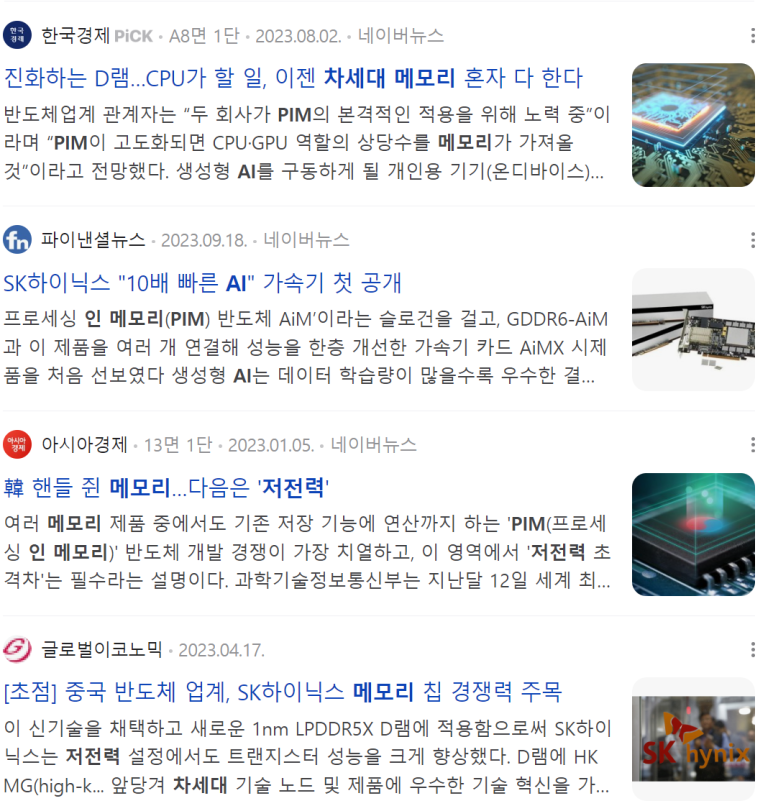 한국경제
한국경제 PiCK · A8면 1단 · 2023.08.02. · 네이버뉴스
진화하는 D램...CPU가 할 일, 이젠 차세대 메모리 혼자 다 한다
반도체업계 관계자는 “두 회사가 PIM의 본격적인 적용을 위해 노력 중”이
라며 “PIM이 고도화되면 CPU·GPU 역할의 상당수를 메모리가 가져올
것”이라고 전망했다. 생성형 AI를 구동하게 될 개인용 기기(온디바이스)...
fn 파이낸셜뉴스 · 2023.09.18. · 네이버뉴스
SK하이닉스 "10배 빠른 AI" 가속기 첫 공개
프로세싱 인 메모리(PIM) 반도체 AiM’이라는 슬로건을 걸고, GDDR6-AiM
과 이 제품을 여러 개 연결해 성능을 한층 개선한 가속기 카드 AiMX 시제
품을 처음 선보였다 생성형 AI는 데이터 학습량이 많을수록 우수한 결...
아시아경제
아시아경제 · 13면 1단 · 2023.01.05. · 네이버뉴스
韓 핸들 쥔 메모리...다음은 '저전력'
여러 메모리 제품 중에서도 기존 저장 기능에 연산까지 하는 'PIM(프로세
싱 인 메모리)' 반도체 개발 경쟁이 가장 치열하고, 이 영역에서 '저전력 초
격차'는 필수라는 설명이다. 과학기술정보통신부는 지난달 12일 세계 최...
글로벌이코노믹 · 2023.04.17.
[초점] 중국 반도체 업계, SK하이닉스 메모리 칩 경쟁력 주목
이 신기술을 채택하고 새로운 1nm LPDDR5X D램에 적용함으로써 SK하이
닉스는 저전력 설정에서도 트랜지스터 성능을 크게 향상했다. D램에 HK
MG(high-k... 앞당겨 차세대 기술 노드 및 제품에 우수한 기술 혁신을 가...
SK hynix